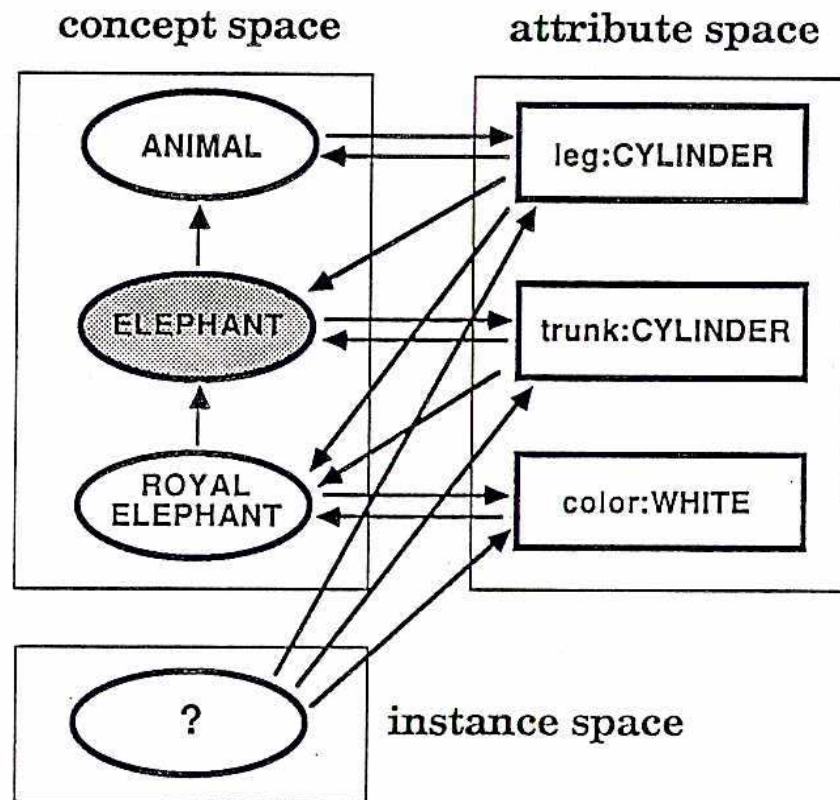 concept space
attribute space
ANIMAL
leg:CYLINDER
ELEPHANT
trunk:CYLINDER
ROYAL
ELEPHANT
color:WHITE
?
instance space